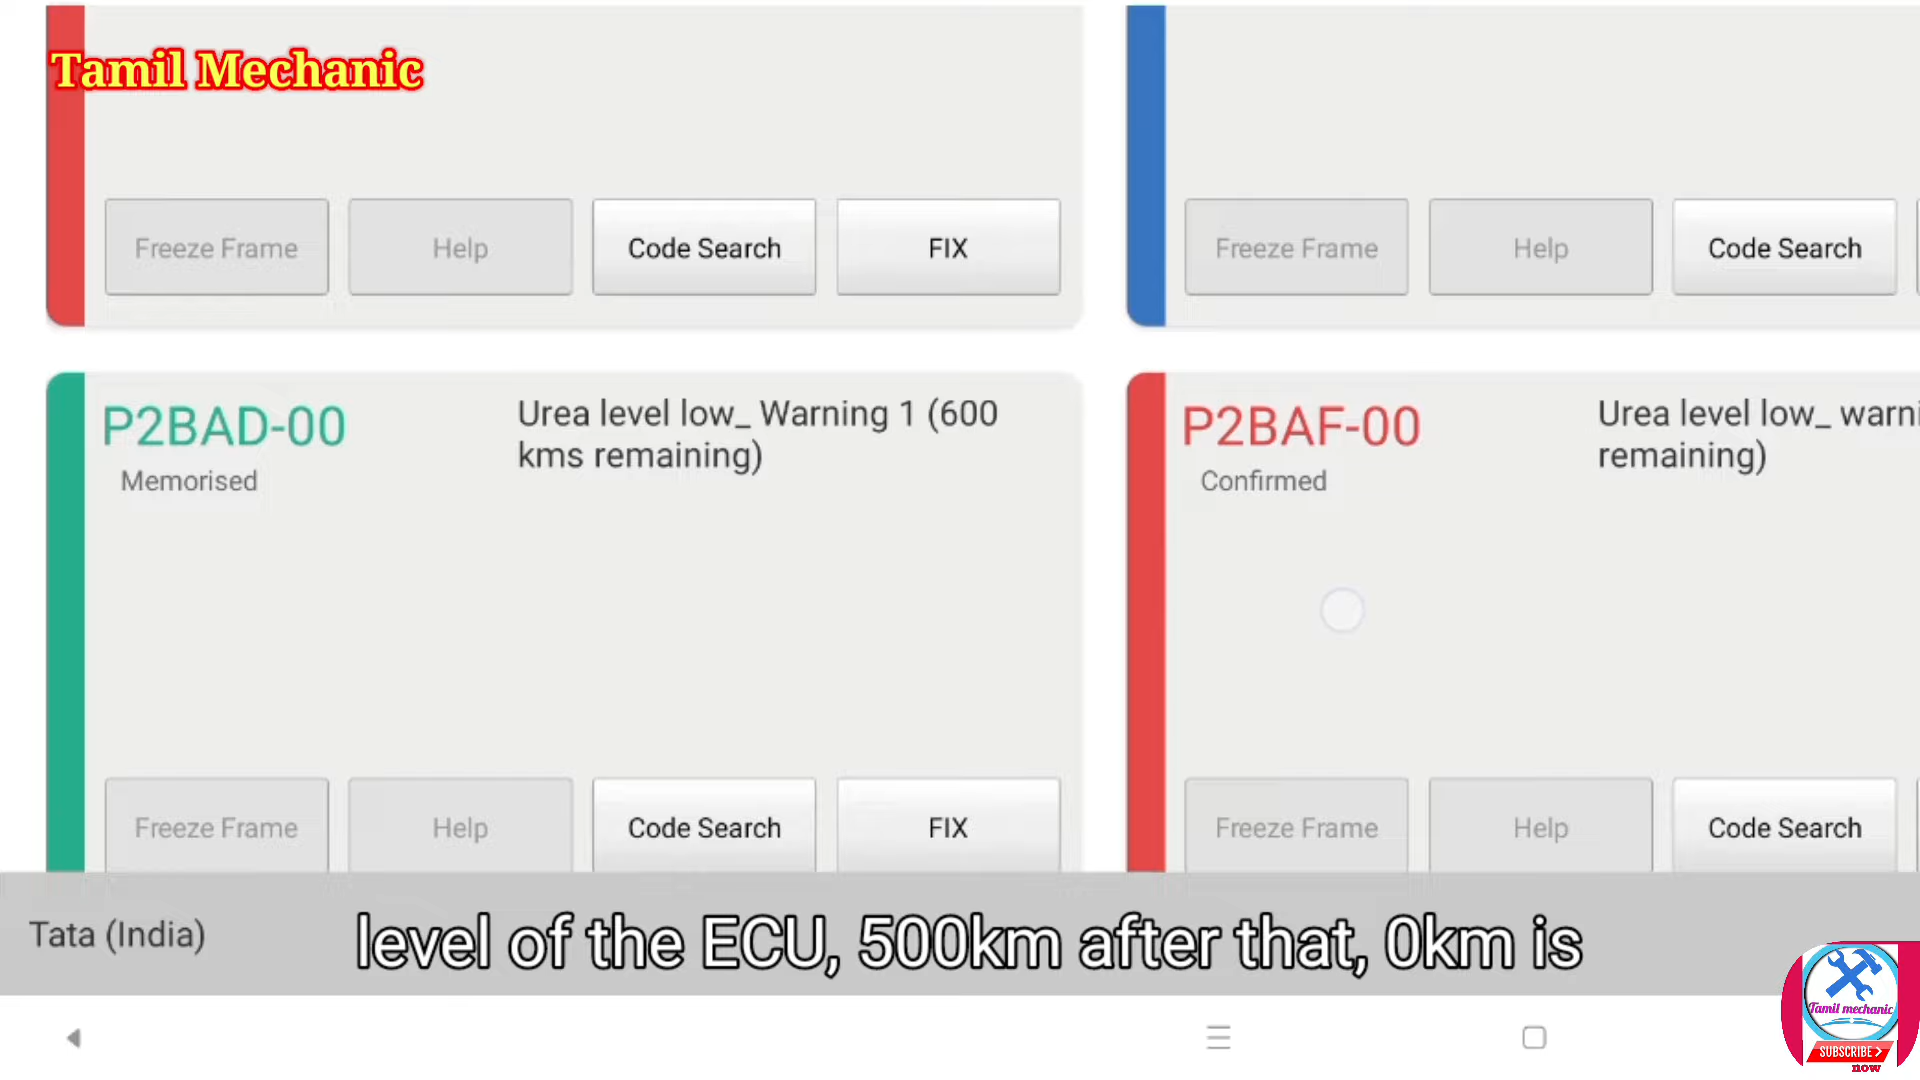 Tamil Mechanic
Freeze Frame
Help
Code Search
FIX
Freeze Frame
Help
Code Search
P2BAD-00
Memorised
Urea level low_ Warning 1 (600
kms remaining)
P2BAF-00
Confirmed
Urea level low_ warni
remaining)
Freeze Frame
Help
Code Search
FIX
Freeze Frame
Help
Code Search
Tata (India)
level of the ECU, 500km after that, 0km is
Tamil mechanic
SUBSCRIBE >
now